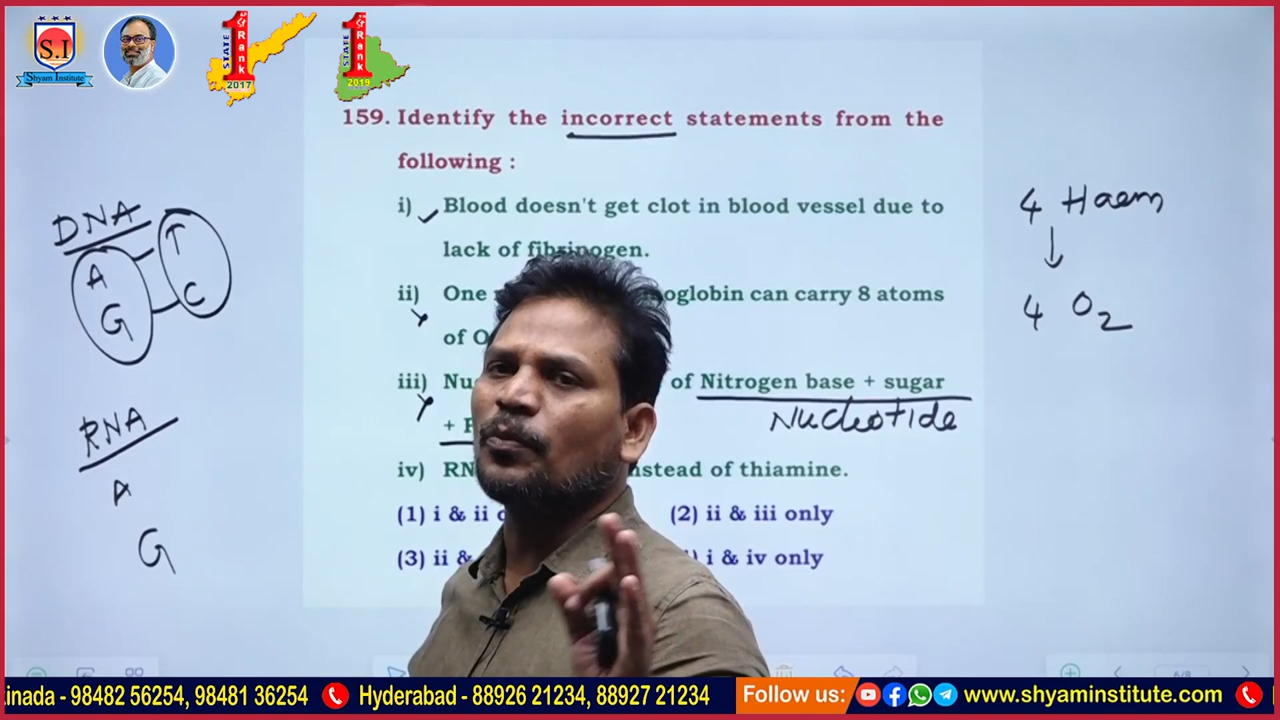 S.I
Shyam Institute
STATE 1 Rank 2017
STATE 1 Rank 2019
159. Identify the incorrect statements from the
following :
i) Blood doesn't get clot in blood vessel due to
lack of fibrinogen.
ii) One oglobin can carry 8 atoms
of O
iii) Nu of Nitrogen base + sugar
+
Nucleotide
iv) RN nstead of thiamine.
(1) i & ii (2) ii & iii only
(3) ii & i & iv only
DNA
A T
G C
RNA
A
G
4 Haem
4 O2
inada - 98482 56254, 98481 36254 Hyderabad - 88926 21234, 88927 21234 Follow us: www.shyaminstitute.com